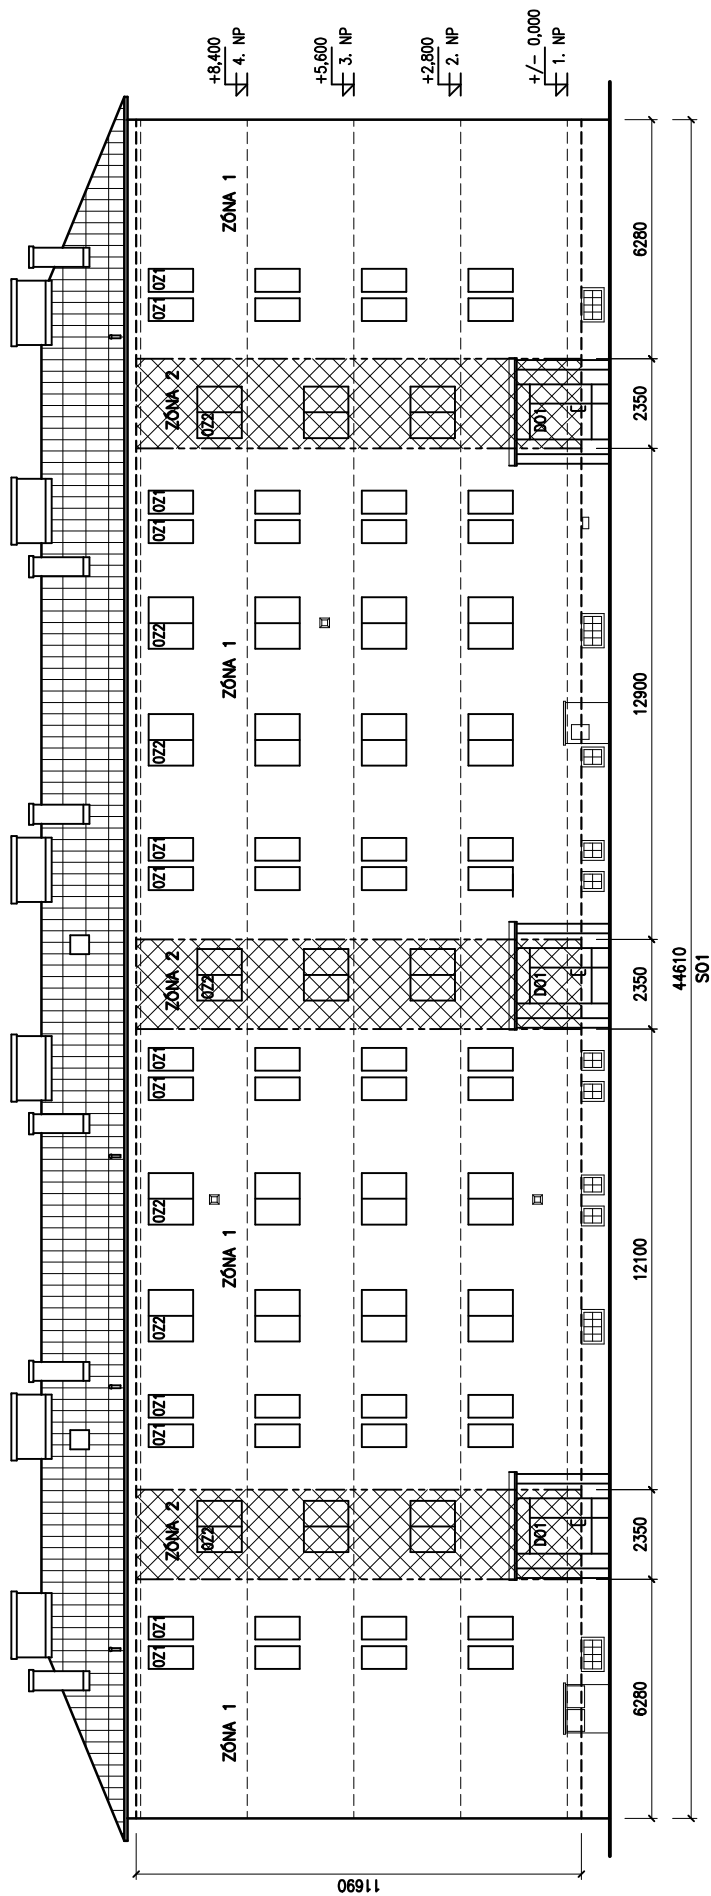 OZ1 OZ1 OZ1 OZ1 OZ2 OZ2 OZ1 OZ1 OZ1 OZ1 OZ2 OZ2 OZ1 OZ1 OZ1 OZ1
ZÓNA 2 ZÓNA 2 ZÓNA 2
OZ2 OZ2 OZ2
ZÓNA 1 ZÓNA 1 ZÓNA 1 ZÓNA 1
+8,400
4. NP
+5,600
3. NP
+2,800
2. NP
+/- 0,000
1. NP
11690
DO1 DO1 DO1
6280 2350 12100 2350 12900 2350 6280
44610
SO1